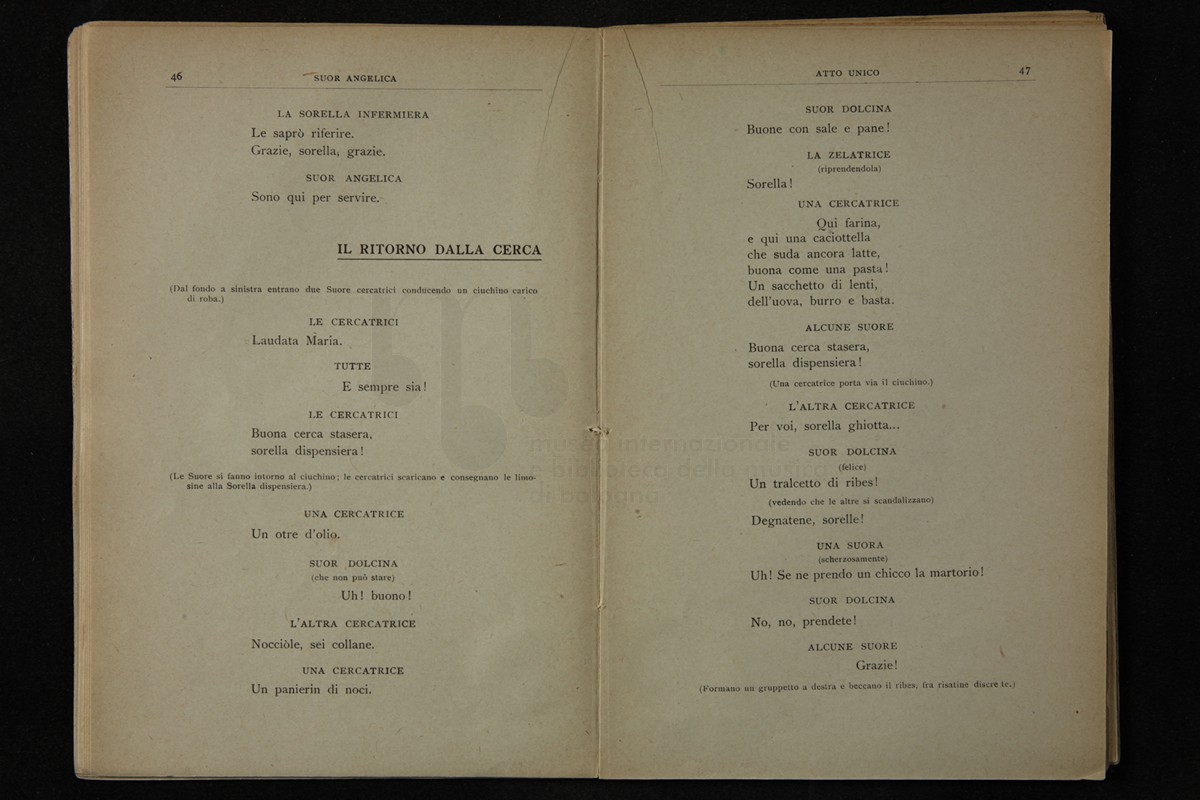 46
SUOR ANGELICA
LA SORELLA INFERMIERA
Le saprò riferire.
Grazie, sorella, grazie.
SUOR ANGELICA
Sono qui per servire.
IL RITORNO DALLA CERCA
(Dal fondo a sinistra entrano due Suore cercatrici conducendo un ciuchino carico
di roba.)
LE CERCATRICI
Laudata Maria.
TUTTE
E sempre sia!
LE CERCATRICI
Buona cerca stasera,
sorella dispensiera!
(Le Suore si fanno intorno al ciuchino; le cercatrici scaricano e consegnano le limo-
sine alla Sorella dispensiera.)
UNA CERCATRICE
Un otre d'olio.
SUOR DOLCINA
(che non può stare)
Uh! buono!
L'ALTRA CERCATRICE
Nocciòle, sei collane.
UNA CERCATRICE
Un panierin di noci.
ATTO UNICO
47
SUOR DOLCINA
Buone con sale e pane!
LA ZELATRICE
(riprendendola)
Sorella!
UNA CERCATRICE
Qui farina,
e qui una caciottella
che suda ancora latte,
buona come una pasta!
Un sacchetto di lenti,
dell'uova, burro e basta.
ALCUNE SUORE
Buona cerca stasera,
sorella dispensiera!
(Una cercatrice porta via il ciuchino.)
L'ALTRA CERCATRICE
Per voi, sorella ghiotta...
SUOR DOLCINA
(felice)
Un tralcetto di ribes!
(vedendo che le altre si scandalizzano)
Degnatene, sorelle!
UNA SUORA
(scherzosamente)
Uh! Se ne prendo un chicco la martorio!
SUOR DOLCINA
No, no, prendete!
ALCUNE SUORE
Grazie!
(Formano un gruppetto a destra e beccano il ribes, fra risatine discrete.)
museo internazionale
e biblioteca della musica
di bologna